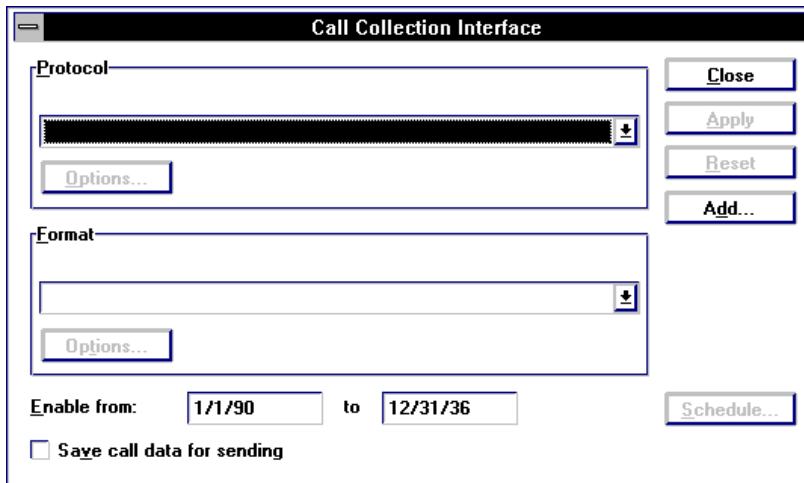 Call Collection Interface
Protocol
Close
Apply
Options...
Reset
Add...
Format
Options...
Enable from: 1/1/90 to 12/31/36
Schedule...
Save call data for sending